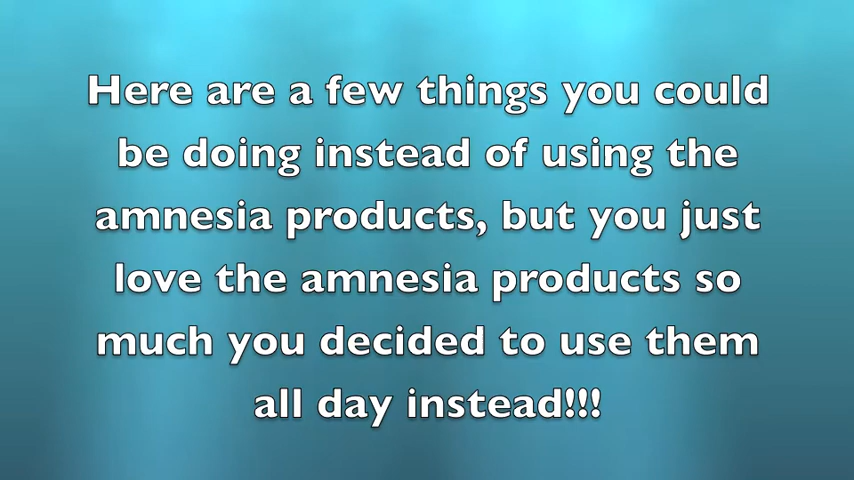 Here are a few things you could
be doing instead of using the
amnesia products, but you just
love the amnesia products so
much you decided to use them
all day instead!!!